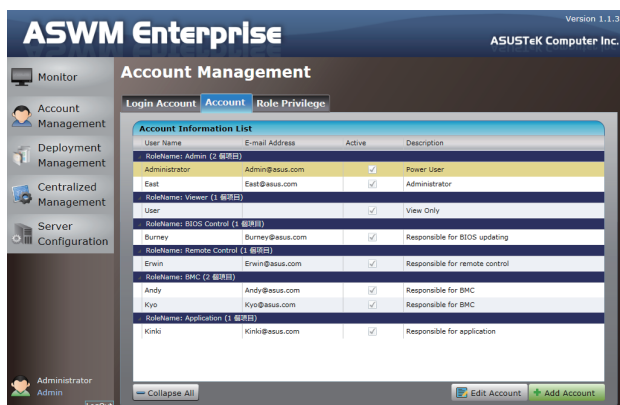 Version 1.1.3
ASWM Enterprise
ASUSTeK Computer Inc.
Monitor
Account
Management
Deployment
Management
Centralized
Management
Server
Configuration
Administrator
Admin
LogOut
Account Management
Login Account Account Role Privilege
Account Information List
User Name E-mail Address Active Description
RoleName: Admin (2 個項目)
Administrator Admin@asus.com Power User
East East@asus.com Administrator
RoleName: Viewer (1 個項目)
User View Only
RoleName: BIOS Control (1 個項目)
Burney Burney@asus.com Responsible for BIOS updating
RoleName: Remote Control (1 個項目)
Erwin Erwin@asus.com Responsible for remote control
RoleName: BMC (2 個項目)
Andy Andy@asus.com Responsible for BMC
Kyo Kyo@asus.com Responsible for BMC
RoleName: Application (1 個項目)
Kinki Kinki@asus.com Responsible for application
Collapse All Edit Account Add Account